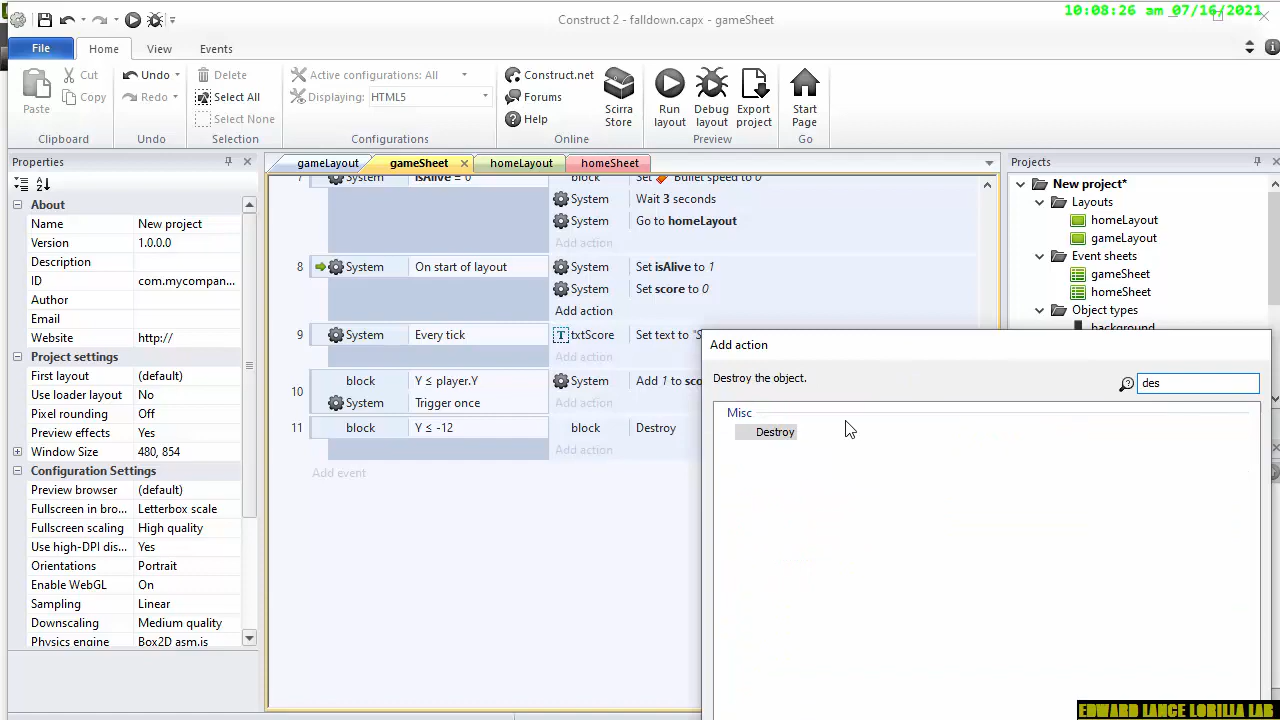 Construct 2 - falldown.capx - gameSheet
10:08:26 am 07/16/2021
File
Home
View
Events
Paste
Cut
Copy
Clipboard
Undo
Redo
Undo
Delete
Select All
Select None
Selection
Active configurations: All
Displaying:
HTML5
Configurations
Construct.net
Forums
Help
Scirra Store
Online
Run layout
Debug layout
Export project
Preview
Start Page
Go
Properties
About
Name New project
Version 1.0.0.0
Description
ID com.mycompan...
Author
Email
Website http://
Project settings
First layout (default)
Use loader layout No
Pixel rounding Off
Preview effects Yes
Window Size 480, 854
Configuration Settings
Preview browser (default)
Fullscreen in bro... Letterbox scale
Fullscreen scaling High quality
Use high-DPI dis... Yes
Orientations Portrait
Enable WebGL On
Sampling Linear
Downscaling Medium quality
Physics engine Box2D asm.js
gameLayout
gameSheet
homeLayout
homeSheet
7 System isAlive = 0 block Set Bullet speed to 0
System Wait 3 seconds
System Go to homeLayout
Add action
8 System On start of layout System Set isAlive to 1
System Set score to 0
Add action
9 System Every tick T txtScore Set text to "S
Add action
10 block Y ≤ player.Y System Add 1 to sco
System Trigger once Add action
11 block Y ≤ -12 block Destroy
Add action
Add event
Projects
New project*
Layouts
homeLayout
gameLayout
Event sheets
gameSheet
homeSheet
Object types
background
Add action
Destroy the object.
des
Misc
Destroy
EDWARD LANCE LORILLA LAB